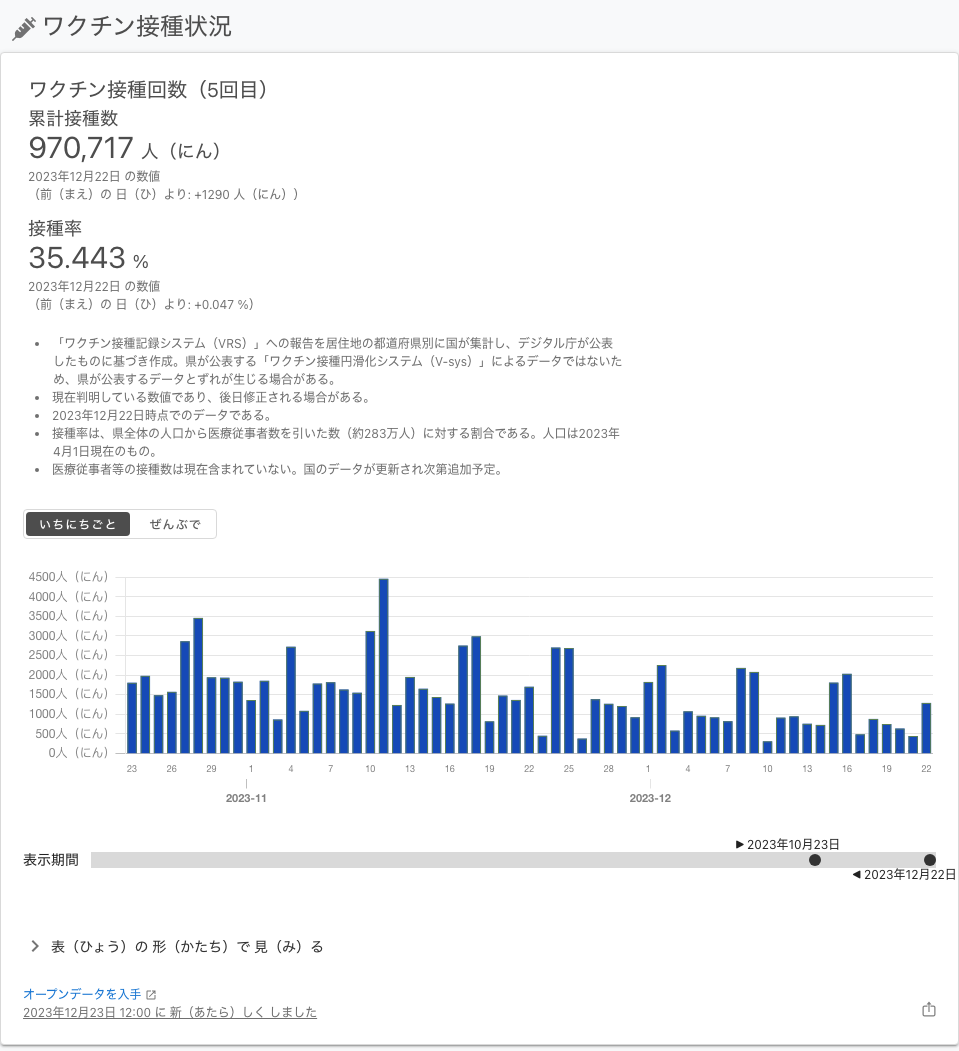 ワクチン接種状況
ワクチン接種回数（5回目）
累計接種数
970,717 人（にん）
2023年12月22日 の数値
（前（まえ）の 日（ひ）より: +1290 人（にん））
接種率
35.443 %
2023年12月22日 の数値
（前（まえ）の 日（ひ）より: +0.047 %）
「ワクチン接種記録システム（VRS）」への報告を居住地の都道府県別に国が集計し、デジタル庁が公表
したものに基づき作成。県が公表する「ワクチン接種円滑化システム（V-sys）」によるデータではないた
め、県が公表するデータとずれが生じる場合がある。
現在判明している数値であり、後日修正される場合がある。
2023年12月22日時点でのデータである。
接種率は、県全体の人口から医療従事者数を引いた数（約283万人）に対する割合である。人口は2023年
4月1日現在のもの。
医療従事者等の接種数は現在含まれていない。国のデータが更新され次第追加予定。
いちにちごと ぜんぶで
4500人（にん）
4000人（にん）
3500人（にん）
3000人（にん）
2500人（にん）
2000人（にん）
1500人（にん）
1000人（にん）
500人（にん）
0人（にん）
23 26 29 1 4 7 10 13 16 19 22 25 28 1 4 7 10 13 16 19 22
2023-11 2023-12
2023年10月23日
表示期間
2023年12月22日
表（ひょう）の 形（かたち）で 見（み）る
オープンデータを入手
2023年12月23日 12:00 に 新（あたら）しく しました